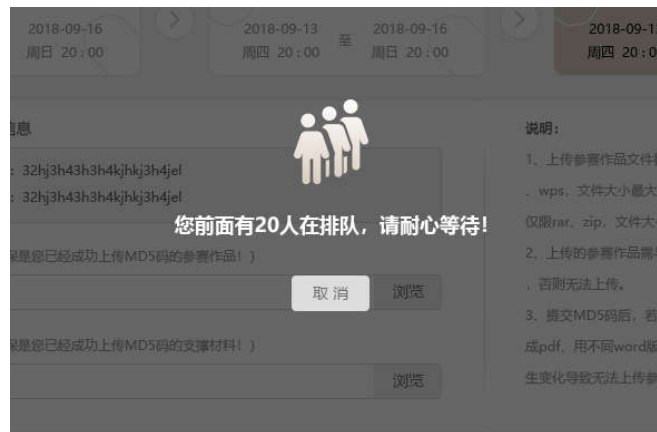 2018-09-16
周日 20:00
2018-09-13
周四 20:00
至
2018-09-16
周日 20:00
2018-09-1
周四 20:0
信息
: 32hj3h43h3h4kjhkj3h4jel
: 32hj3h43h3h4kjhkj3h4jel
您前面有20人在排队，请耐心等待！
保是您已经成功上传MD5码的参赛作品！)
取消
浏览
保是您已经成功上传MD5码的支撑材料！)
浏览
说明：
1、上传参赛作品文件
、wps，文件大小最大
仅限rar、zip，文件大
2、上传的参赛作品需
，否则无法上传。
3、提交MD5码后，若
成pdf、用不同word版
生变化导致无法上传参